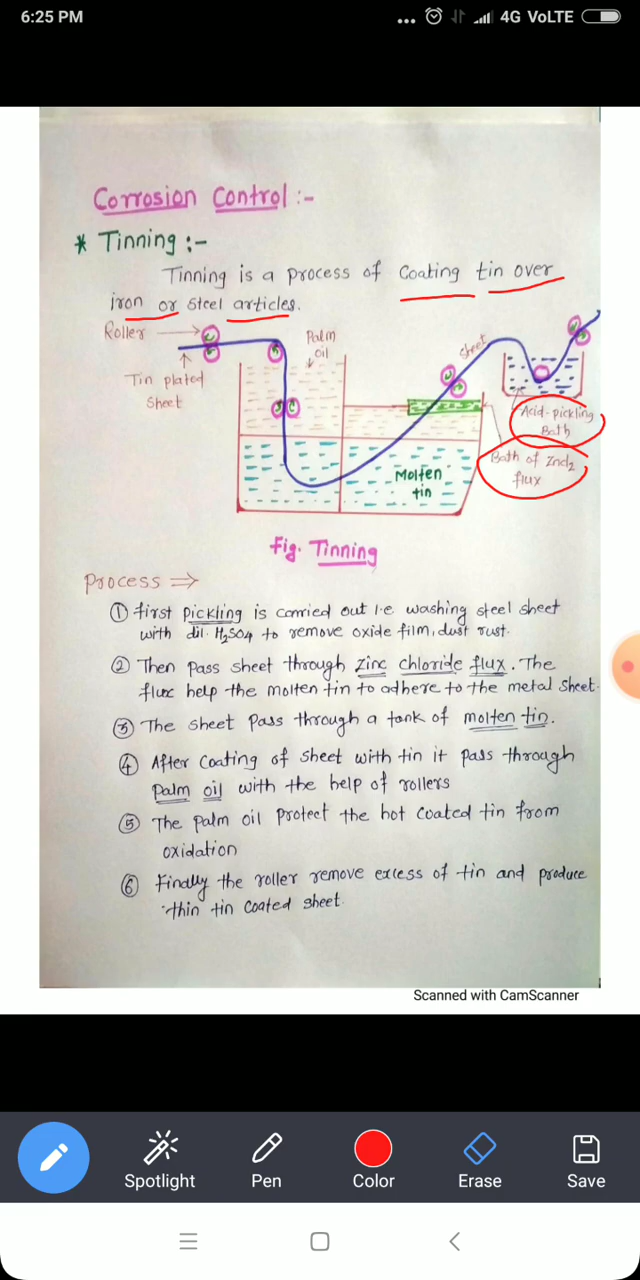 6:25 PM
4G VoLTE
Corrosion Control :-
* Tinning :-
Tinning is a process of Coating tin over
iron or Steel articles.
Roller
Palm
oil
Sheet
Tin plated
Sheet
Acid-pickling
Bath
Bath of Zncl2
flux
Molten
tin
Fig. Tinning
Process ⇒
① first Pickling is carried out i.e. washing steel sheet
with dil. H2SO4 to remove oxide film, dust rust.
② Then pass sheet through Zinc chloride flux. The
flux help the molten tin to adhere to the metal sheet.
③ The sheet pass through a tank of molten tin.
④ After coating of sheet with tin it pass through
Palm oil with the help of rollers
⑤ The palm oil protect the hot coated tin from
oxidation
⑥ Finally the roller remove excess of tin and produce
thin tin coated sheet.
Scanned with CamScanner
Spotlight
Pen
Color
Erase
Save